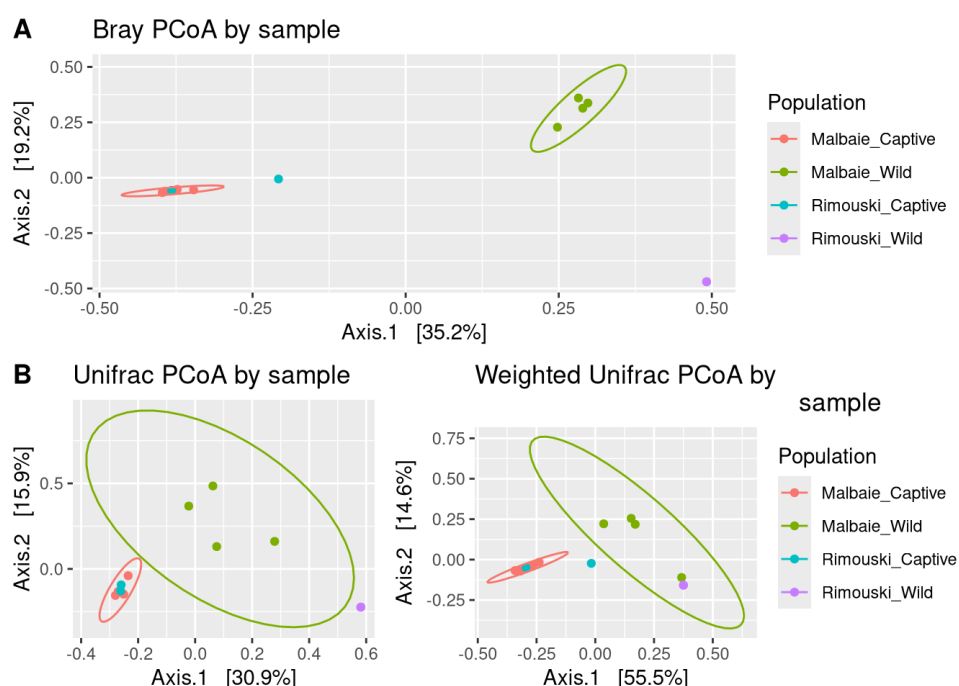 A
Bray PCoA by sample
0.50
0.25
0.00
-0.25
-0.50
Axis.2 [19.2%]
-0.50 -0.25 0.00 0.25 0.50
Axis.1 [35.2%]
Population
Malbaie_Captive
Malbaie_Wild
Rimouski_Captive
Rimouski_Wild
B
Unifrac PCoA by sample
0.5
0.0
Axis.2 [15.9%]
-0.4 -0.2 0.0 0.2 0.4 0.6
Axis.1 [30.9%]
Weighted Unifrac PCoA by
sample
0.75
0.50
0.25
0.00
-0.25
Axis.2 [14.6%]
-0.50 -0.25 0.00 0.25 0.50
Axis.1 [55.5%]
Population
Malbaie_Captive
Malbaie_Wild
Rimouski_Captive
Rimouski_Wild